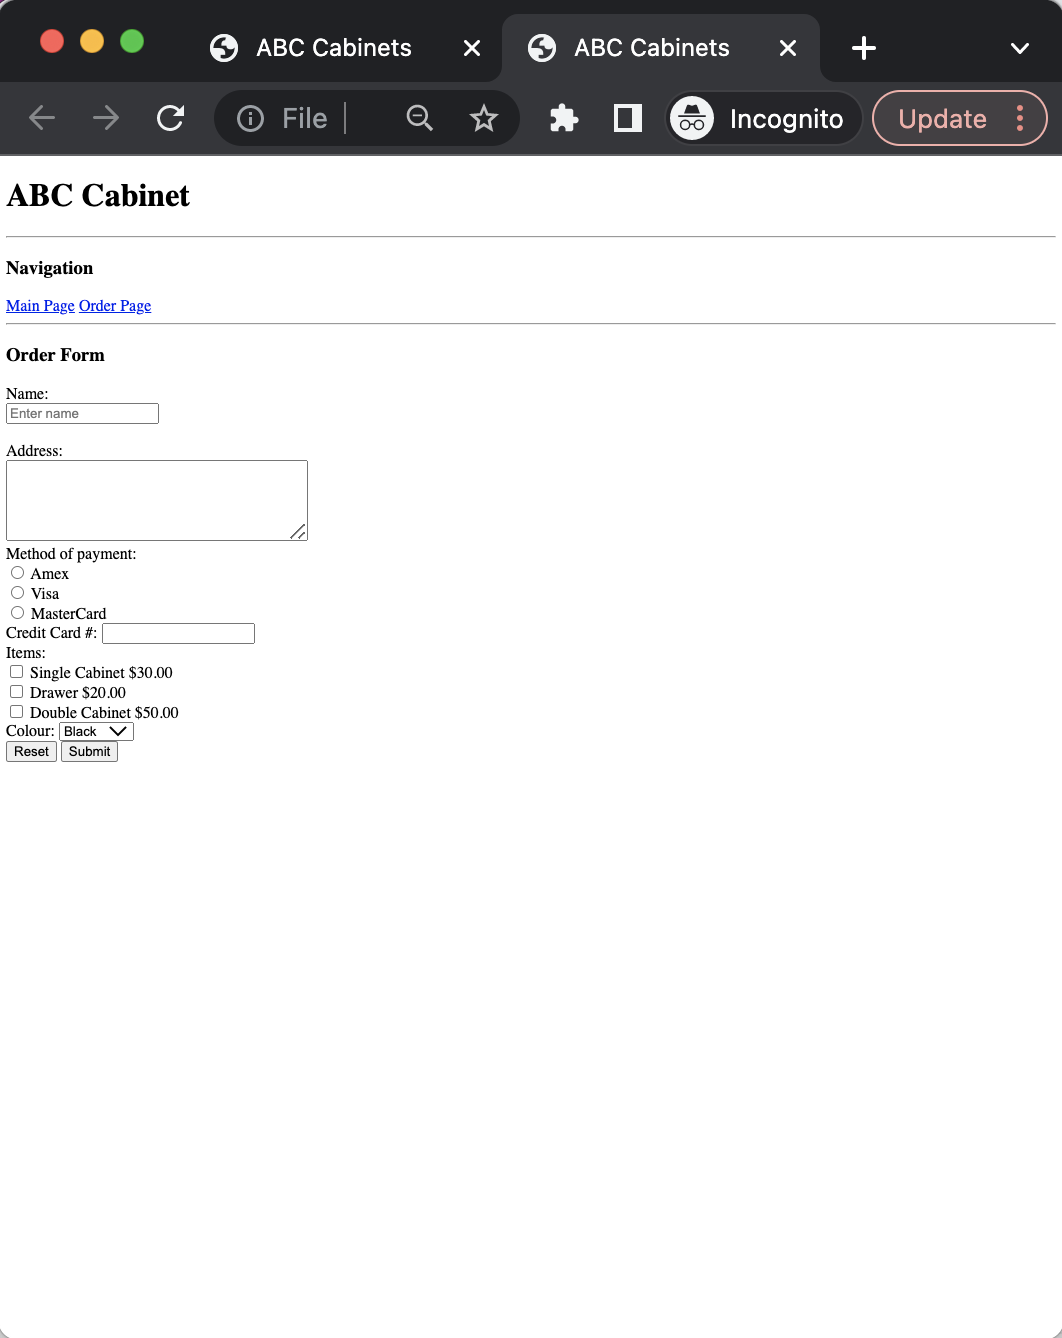 ABC Cabinets ABC Cabinets
File Incognito Update
ABC Cabinet
Navigation
Main Page Order Page
Order Form
Name:
Enter name
Address:
Method of payment:
Amex
Visa
MasterCard
Credit Card #:
Items:
Single Cabinet $30.00
Drawer $20.00
Double Cabinet $50.00
Colour: Black
Reset Submit